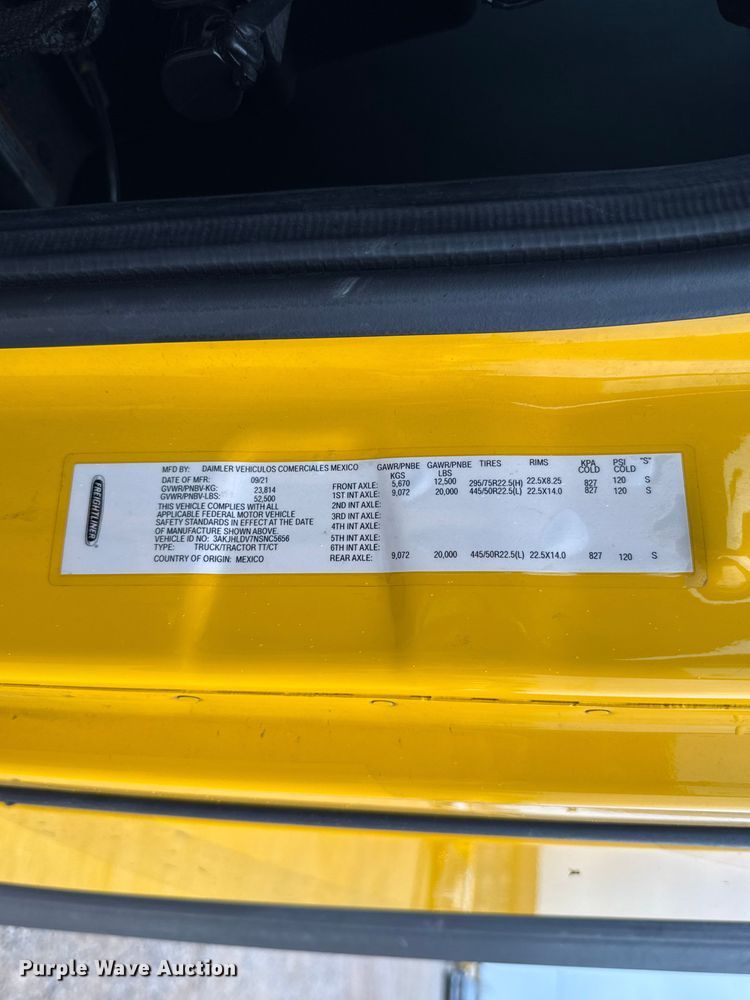 FREIGHTLINER
MFD BY: DAIMLER VEHICULOS COMERCIALES MEXICO
DATE OF MFR: 09/21
GVWR/PNBV-KG: 23,814
GVWR/PNBV-LBS: 52,500
THIS VEHICLE COMPLIES WITH ALL
APPLICABLE FEDERAL MOTOR VEHICLE
SAFETY STANDARDS IN EFFECT AT THE DATE
OF MANUFACTURE SHOWN ABOVE.
VEHICLE ID NO: 3AKJHLDV7NSNC5656
TYPE: TRUCK/TRACTOR TT/CT
COUNTRY OF ORIGIN: MEXICO
GAWR/PNBE GAWR/PNBE TIRES RIMS KPA PSI "S"
KGS LBS COLD COLD
FRONT AXLE: 5,670 12,500 295/75R22.5(H) 22.5X8.25 827 120 S
1ST INT AXLE: 9,072 20,000 445/50R22.5(L) 22.5X14.0 827 120 S
2ND INT AXLE:
3RD INT AXLE:
4TH INT AXLE:
5TH INT AXLE:
6TH INT AXLE:
REAR AXLE: 9,072 20,000 445/50R22.5(L) 22.5X14.0 827 120 S
Purple Wave Auction